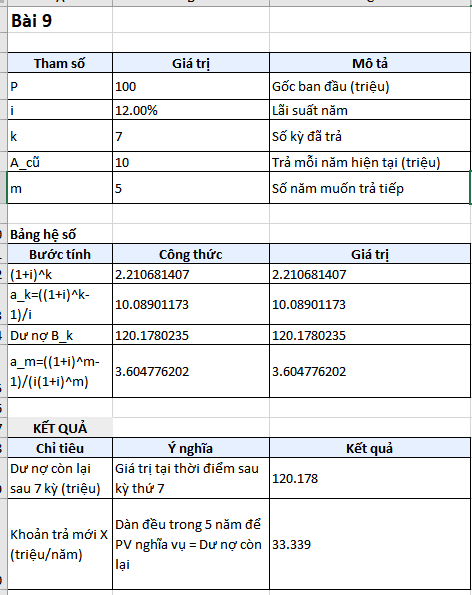 Bài 9
Tham số Giá trị Mô tả
P 100 Gốc ban đầu (triệu)
i 12.00% Lãi suất năm
k 7 Số kỳ đã trả
A_cũ 10 Trả mỗi năm hiện tại (triệu)
m 5 Số năm muốn trả tiếp
Bảng hệ số
Bước tính Công thức Giá trị
(1+i)^k 2.210681407 2.210681407
a_k=((1+i)^k-
1)/i 10.08901173 10.08901173
Dư nợ B_k 120.1780235 120.1780235
a_m=((1+i)^m-
1)/(i(1+i)^m) 3.604776202 3.604776202
KẾT QUẢ
Chỉ tiêu Ý nghĩa Kết quả
Dư nợ còn lại
sau 7 kỳ (triệu)
Giá trị tại thời điểm sau
kỳ thứ 7
120.178
Khoản trả mới X
(triệu/năm)
Dàn đều trong 5 năm để
PV nghĩa vụ = Dư nợ còn
lại
33.339